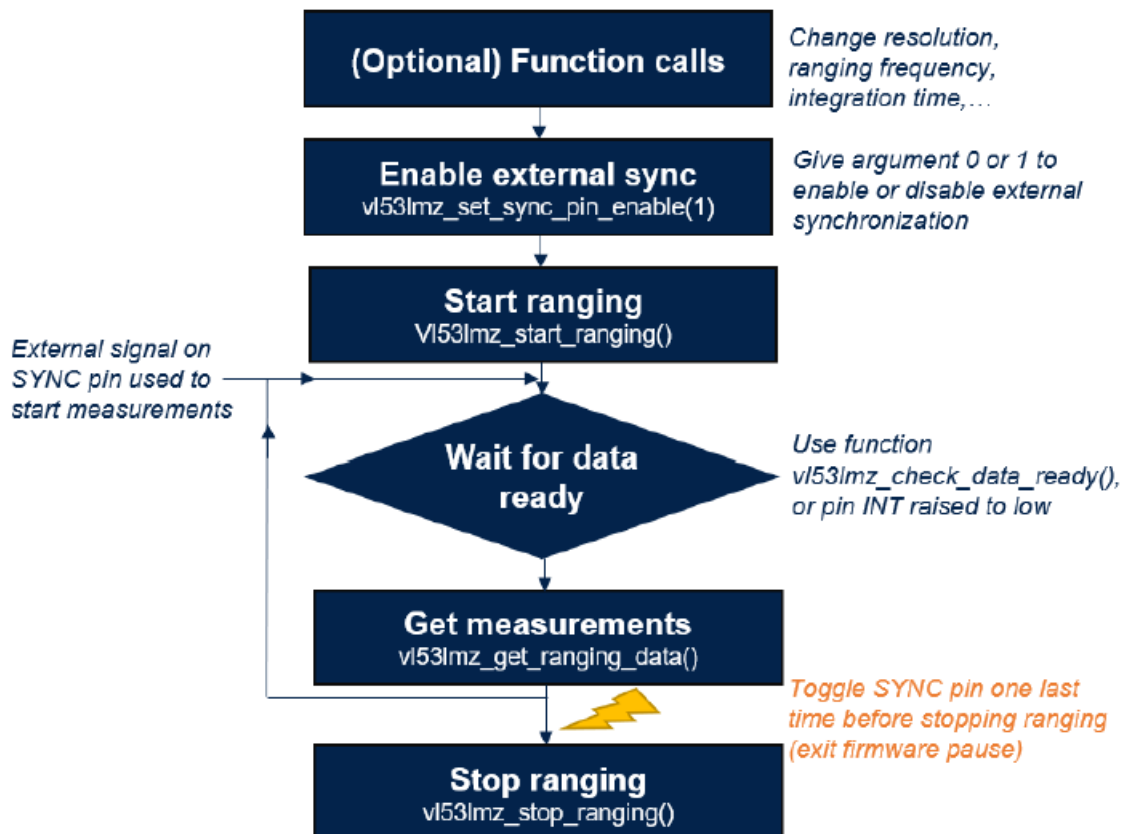 (Optional) Function calls
Change resolution,
ranging frequency,
integration time,…
Enable external sync
vl53lmz_set_sync_pin_enable(1)
Give argument 0 or 1 to
enable or disable external
synchronization
Start ranging
Vl53lmz_start_ranging()
External signal on
SYNC pin used to
start measurements
Wait for data
ready
Use function
vl53lmz_check_data_ready(),
or pin INT raised to low
Get measurements
vl53lmz_get_ranging_data()
Toggle SYNC pin one last
time before stopping ranging
(exit firmware pause)
Stop ranging
vl53lmz_stop_ranging()